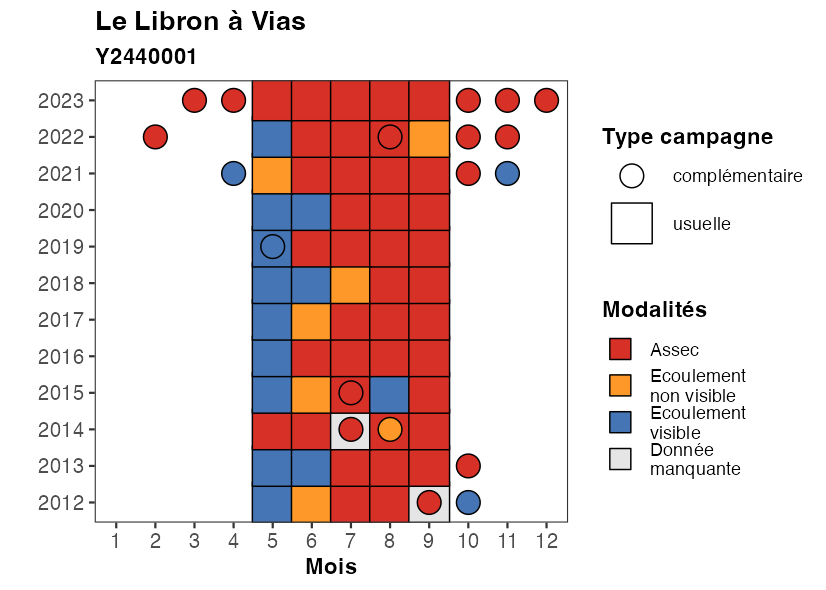 Le Libron à Vias
Y2440001
2023
2022
2021
2020
2019
2018
2017
2016
2015
2014
2013
2012
1 2 3 4 5 6 7 8 9 10 11 12
Mois
Type campagne
complémentaire
usuelle
Modalités
Assec
Ecoulement
non visible
Ecoulement
visible
Donnée
manquante